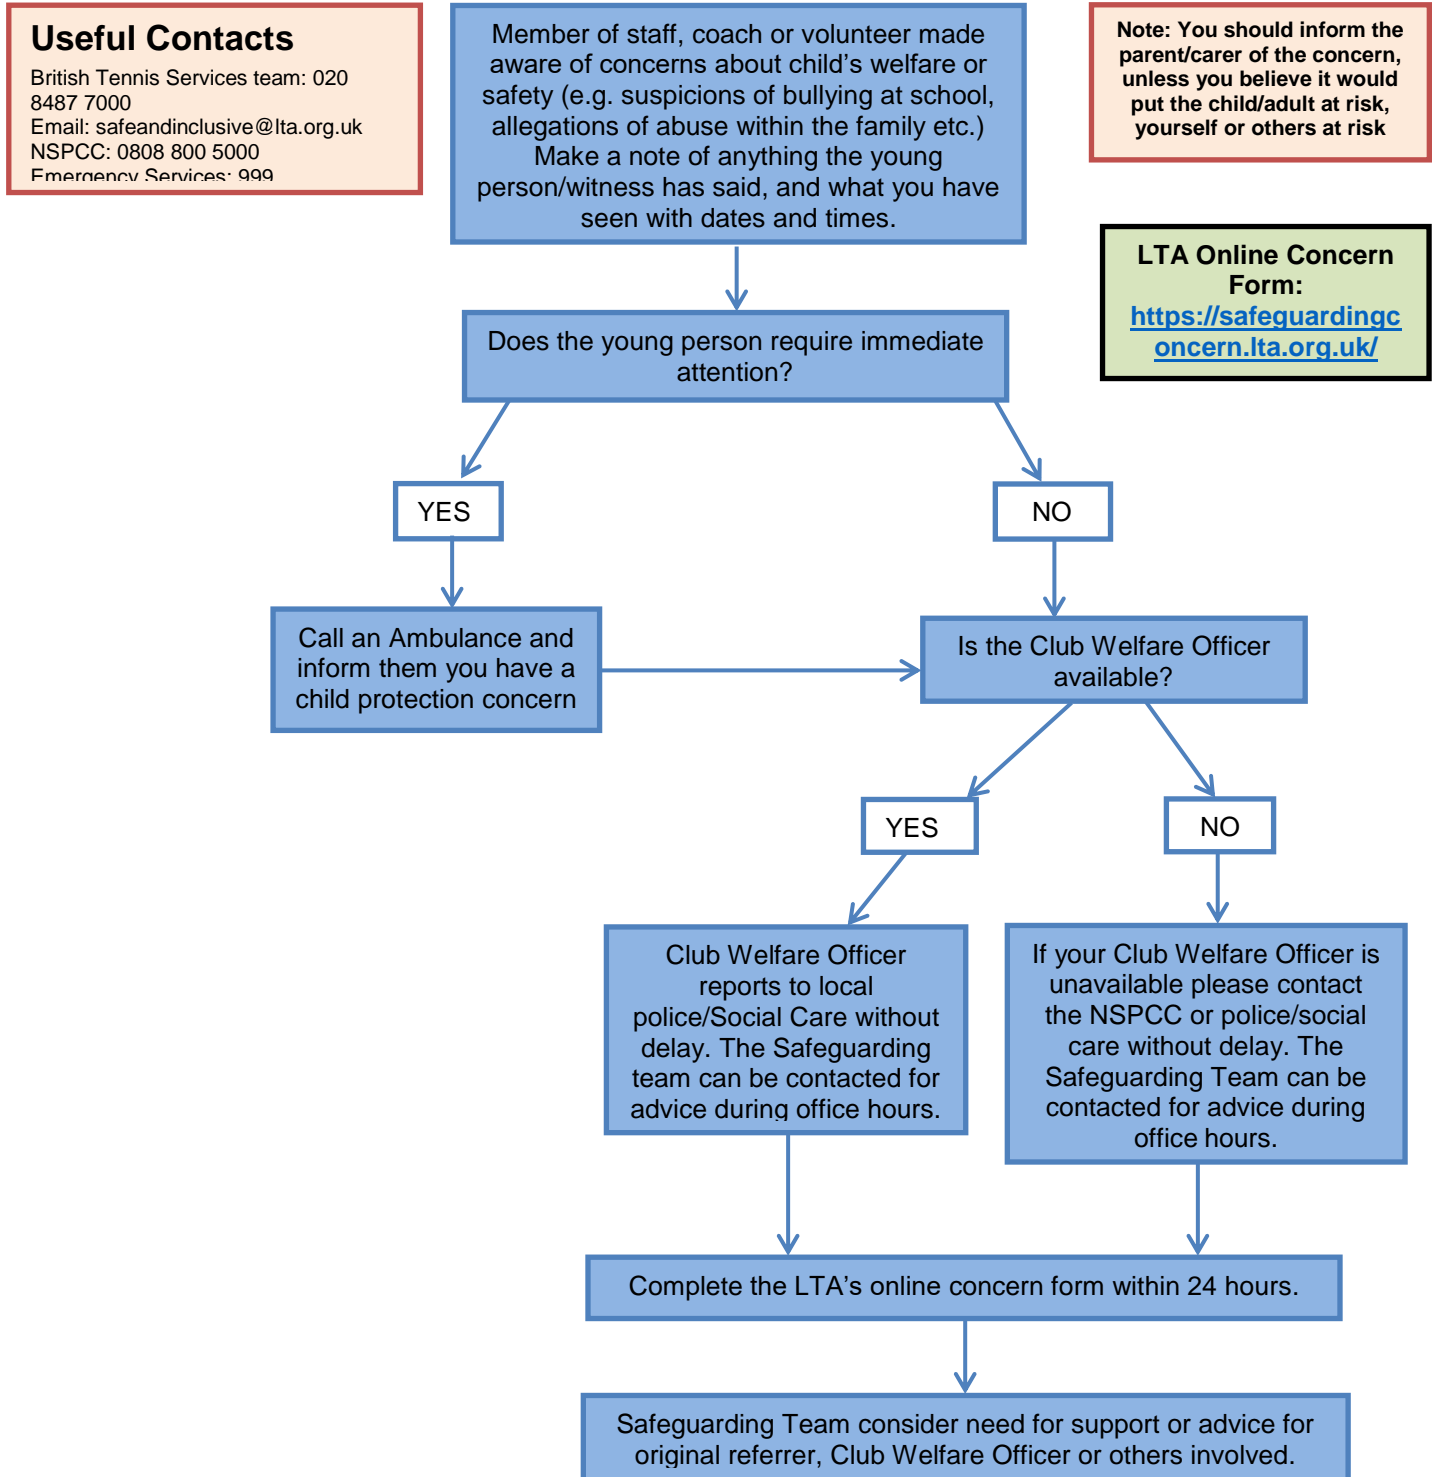 Useful Contacts
British Tennis Services team: 020
8487 7000
Email: safeandinclusive@lta.org.uk
NSPCC: 0808 800 5000
Emergency Services: 999
Member of staff, coach or volunteer made
aware of concerns about child's welfare or
safety (e.g. suspicions of bullying at school,
allegations of abuse within the family etc.)
Make a note of anything the young
person/witness has said, and what you have
seen with dates and times.
Note: You should inform the
parent/carer of the concern,
unless you believe it would
put the child/adult at risk,
yourself or others at risk
LTA Online Concern
Form:
https://safeguardingc
oncern.lta.org.uk/
Does the young person require immediate
attention?
YES
NO
Call an Ambulance and
inform them you have a
child protection concern
Is the Club Welfare Officer
available?
YES
NO
Club Welfare Officer
reports to local
police/Social Care without
delay. The Safeguarding
team can be contacted for
advice during office hours.
If your Club Welfare Officer is
unavailable please contact
the NSPCC or police/social
care without delay. The
Safeguarding Team can be
contacted for advice during
office hours.
Complete the LTA's online concern form within 24 hours.
Safeguarding Team consider need for support or advice for
original referrer, Club Welfare Officer or others involved.